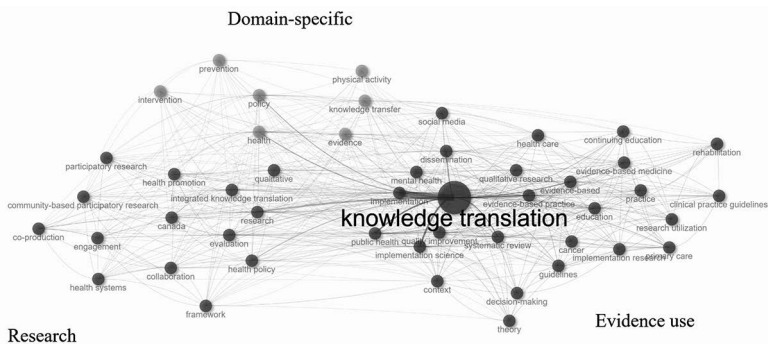 Domain-specific
prevention
physical activity
intervention
policy
knowledge transfer
social media
health
evidence
health care
continuing education
rehabilitation
participatory research
dissemination
health promotion
qualitative
mental health
qualitative research
evidence-based medicine
evidence-based
community-based participatory research
integrated knowledge translation
implementation
evidence-based practice
practice
clinical practice guidelines
canada
research
knowledge translation
education
research utilization
co-production
engagement
evaluation
public health
quality improvement
systematic review
cancer
implementation science
implementation research
primary care
health systems
collaboration
health policy
context
guidelines
decision-making
framework
theory
Research
Evidence use